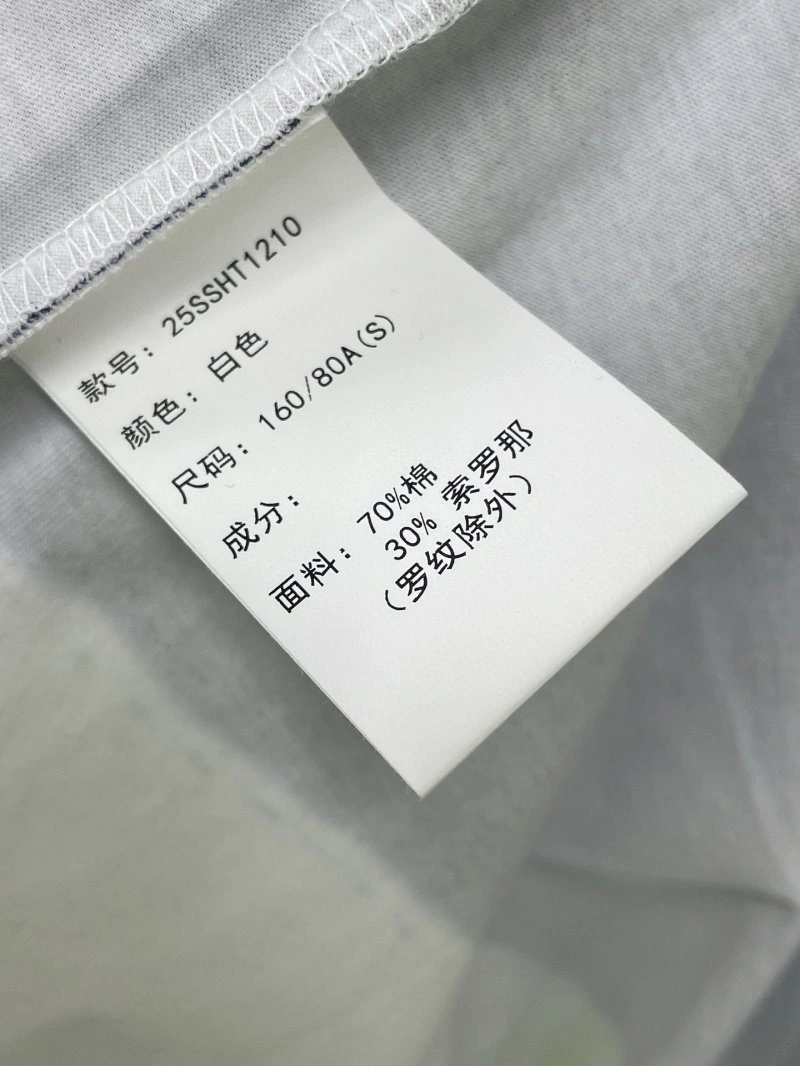 款号：25SSHT1210
颜色：白色
尺码：160/80A(S)
成分：
面料：70%棉
30% 索罗那
(罗纹除外)